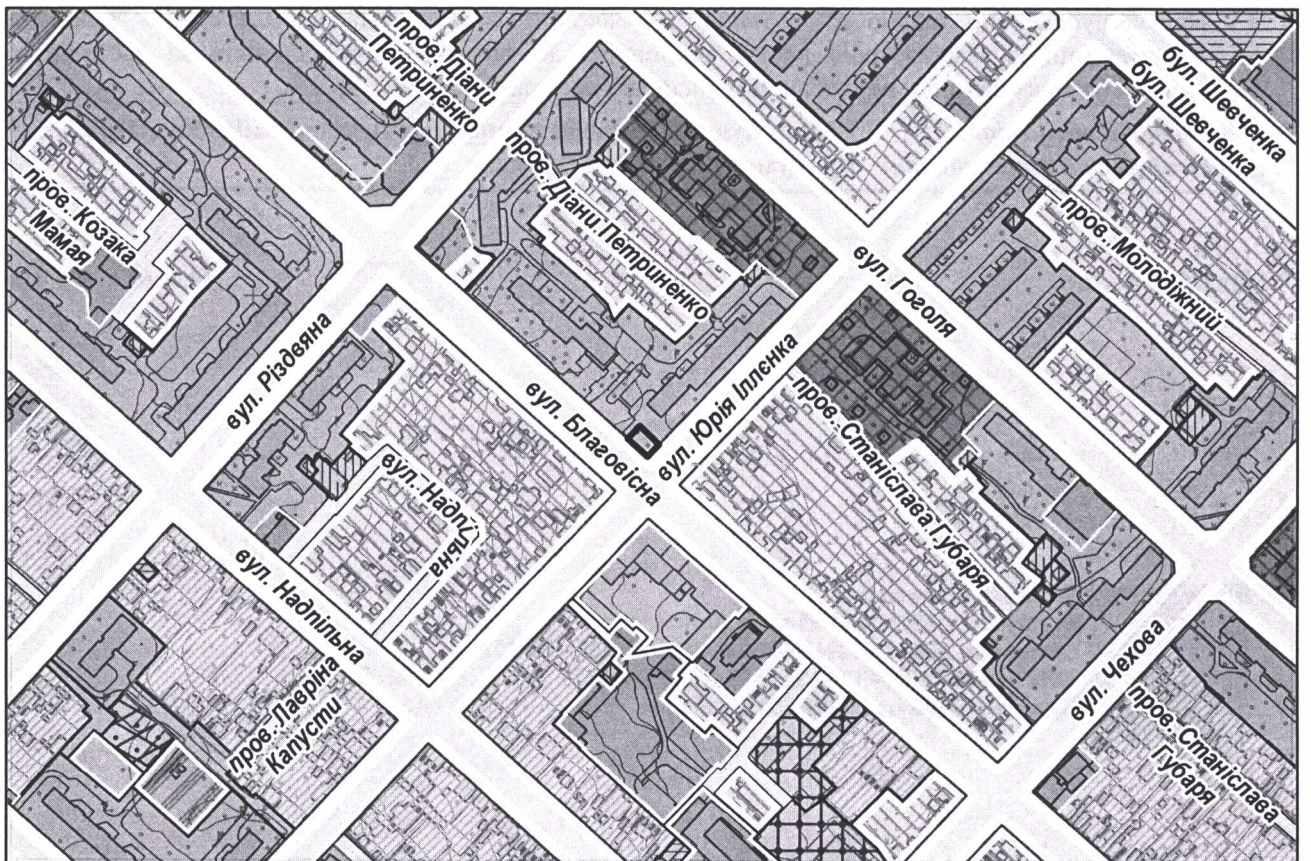 пров. Діани
Петриненко
бул. Шевченка
бул. Шевченка
пров. Козака
Мамая
пров. Діани Петриненко
пров. Молодіжний
вул. Гоголя
вул. Різдвяна
вул. Юрія Іллєнка
вул. Благовісна
пров. Станіслава Губаря
вул. Надпільна
вул. Надпільна
пров. Лавріна
Капусти
вул. Чехова
пров. Станіслава
Губаря